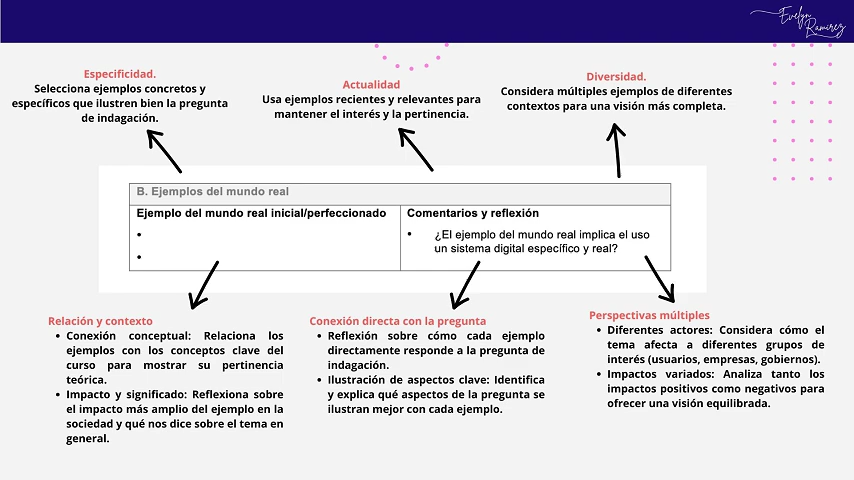 Evelyn
Ramirez
Especificidad.
Selecciona ejemplos concretos y
específicos que ilustren bien la pregunta
de indagación.
Actualidad
Usa ejemplos recientes y relevantes para
mantener el interés y la pertinencia.
Diversidad.
Considera múltiples ejemplos de diferentes
contextos para una visión más completa.
B. Ejemplos del mundo real
Ejemplo del mundo real inicial/perfeccionado
•
•
Comentarios y reflexión
• ¿El ejemplo del mundo real implica el uso
un sistema digital específico y real?
Relación y contexto
• Conexión conceptual: Relaciona los
ejemplos con los conceptos clave del
curso para mostrar su pertinencia
teórica.
• Impacto y significado: Reflexiona sobre
el impacto más amplio del ejemplo en la
sociedad y qué nos dice sobre el tema en
general.
Conexión directa con la pregunta
• Reflexión sobre cómo cada ejemplo
directamente responde a la pregunta de
indagación.
• Ilustración de aspectos clave: Identifica
y explica qué aspectos de la pregunta se
ilustran mejor con cada ejemplo.
Perspectivas múltiples
• Diferentes actores: Considera cómo el
tema afecta a diferentes grupos de
interés (usuarios, empresas, gobiernos).
• Impactos variados: Analiza tanto los
impactos positivos como negativos para
ofrecer una visión equilibrada.